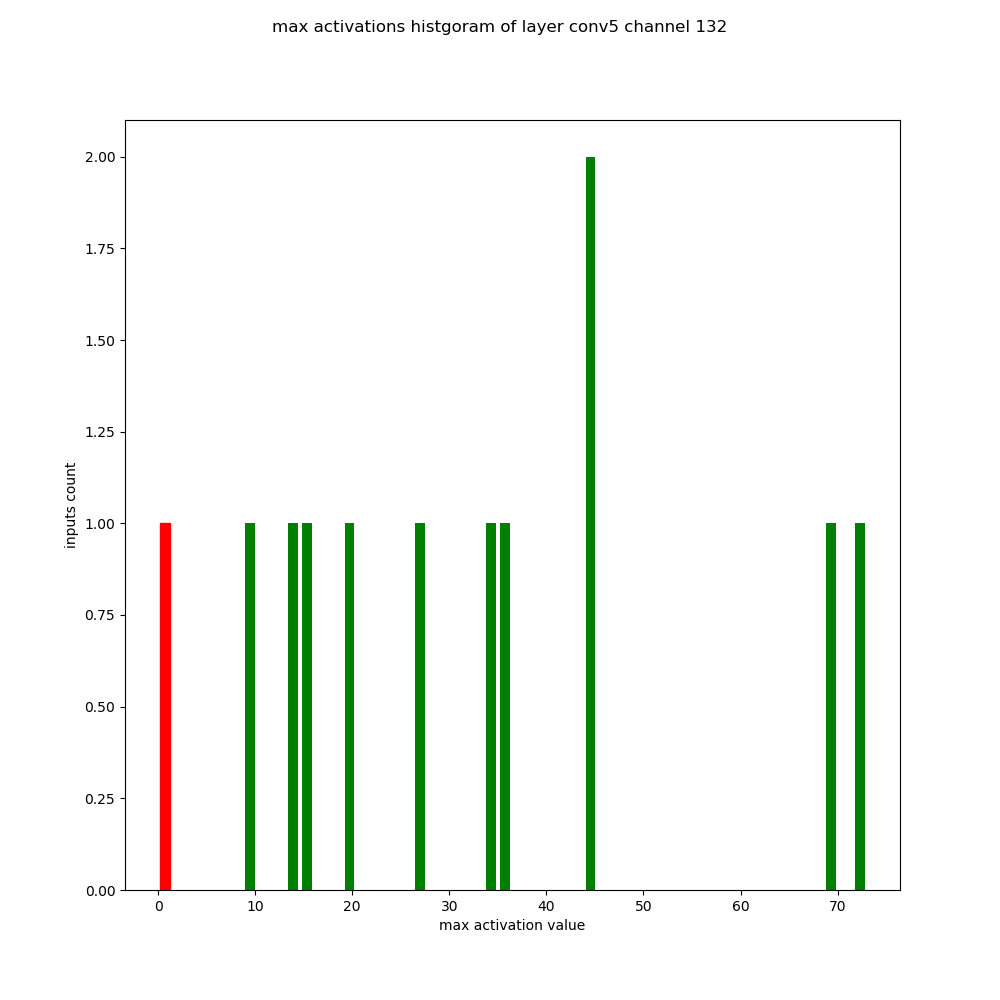 max activations histgoram of layer conv5 channel 132
2.00
1.75
1.50
1.25
1.00
0.75
0.50
0.25
0.00
inputs count
0 10 20 30 40 50 60 70
max activation value